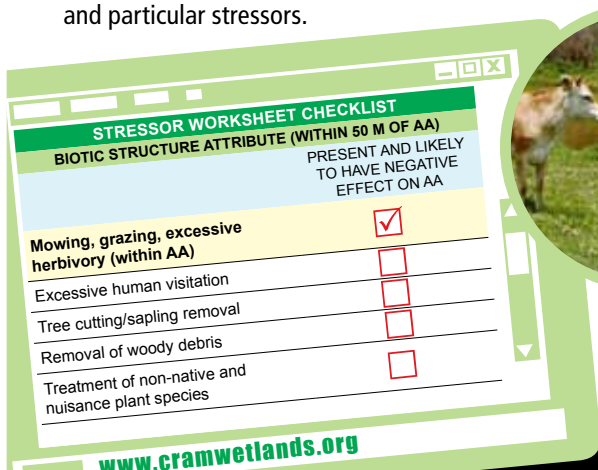 and particular stressors.
STRESSOR WORKSHEET CHECKLIST
BIOTIC STRUCTURE ATTRIBUTE (WITHIN 50 M OF AA)
PRESENT AND LIKELY
TO HAVE NEGATIVE
EFFECT ON AA
Mowing, grazing, excessive
herbivory (within AA)
Excessive human visitation
Tree cutting/sapling removal
Removal of woody debris
Treatment of non-native and
nuisance plant species
www.cramwetlands.org